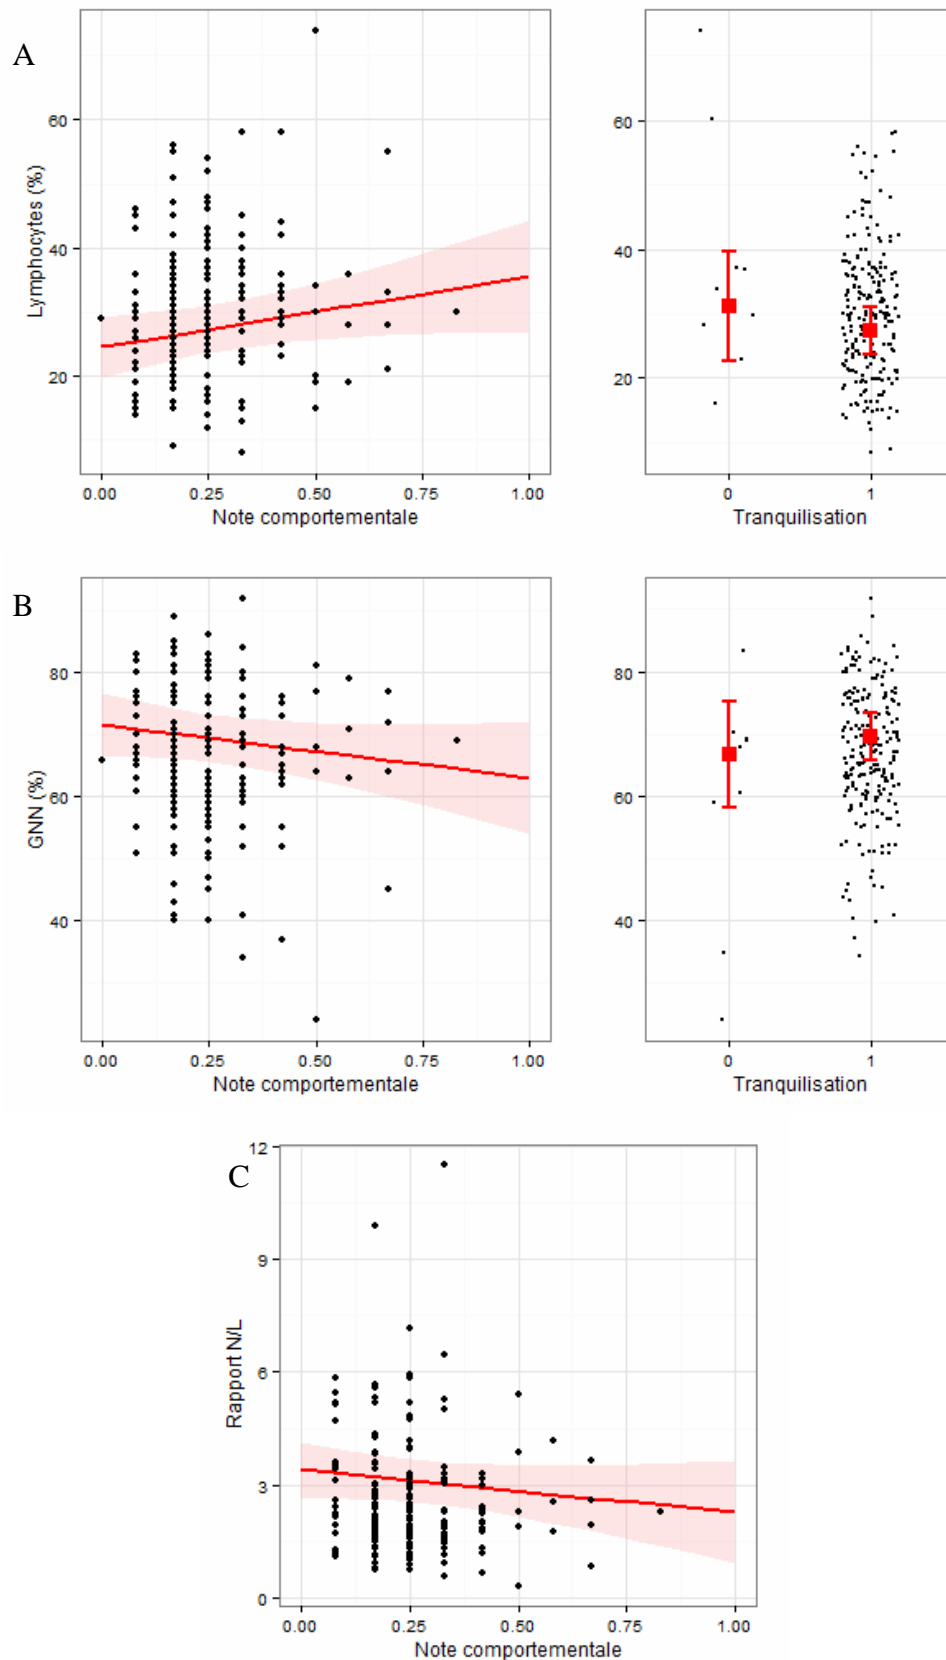 A
Lymphocytes (%)
60
40
20
0.00 0.25 0.50 0.75 1.00
Note comportementale
60
40
20
0 1
Tranquilisation
B
GNN (%)
80
60
40
0.00 0.25 0.50 0.75 1.00
Note comportementale
80
60
40
0 1
Tranquilisation
C
Rapport N/L
12
9
6
3
0
0.00 0.25 0.50 0.75 1.00
Note comportementale